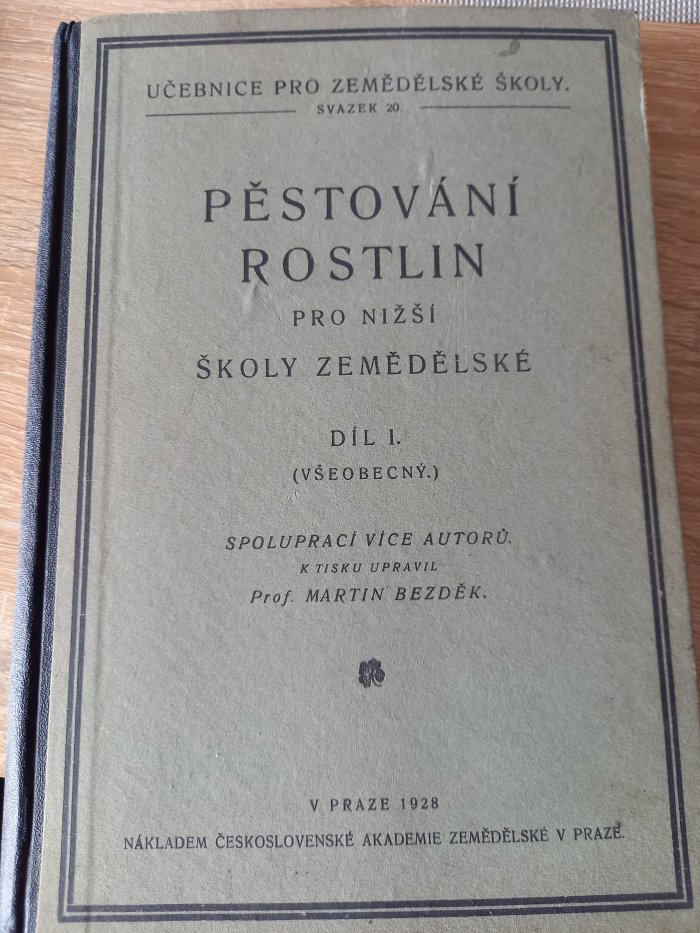 UČEBNICE PRO ZEMĚDĚLSKÉ ŠKOLY.
SVAZEK 20.
PĚSTOVÁNÍ
ROSTLIN
PRO NIŽŠÍ
ŠKOLY ZEMĚDĚLSKÉ
DÍL I.
(VŠEOBECNÝ.)
SPOLUPRACÍ VÍCE AUTORŮ.
K TISKU UPRAVIL
Prof. MARTIN BEZDĚK.
V PRAZE 1928
NÁKLADEM ČESKOSLOVENSKÉ AKADEMIE ZEMĚDĚLSKÉ V PRAZE.